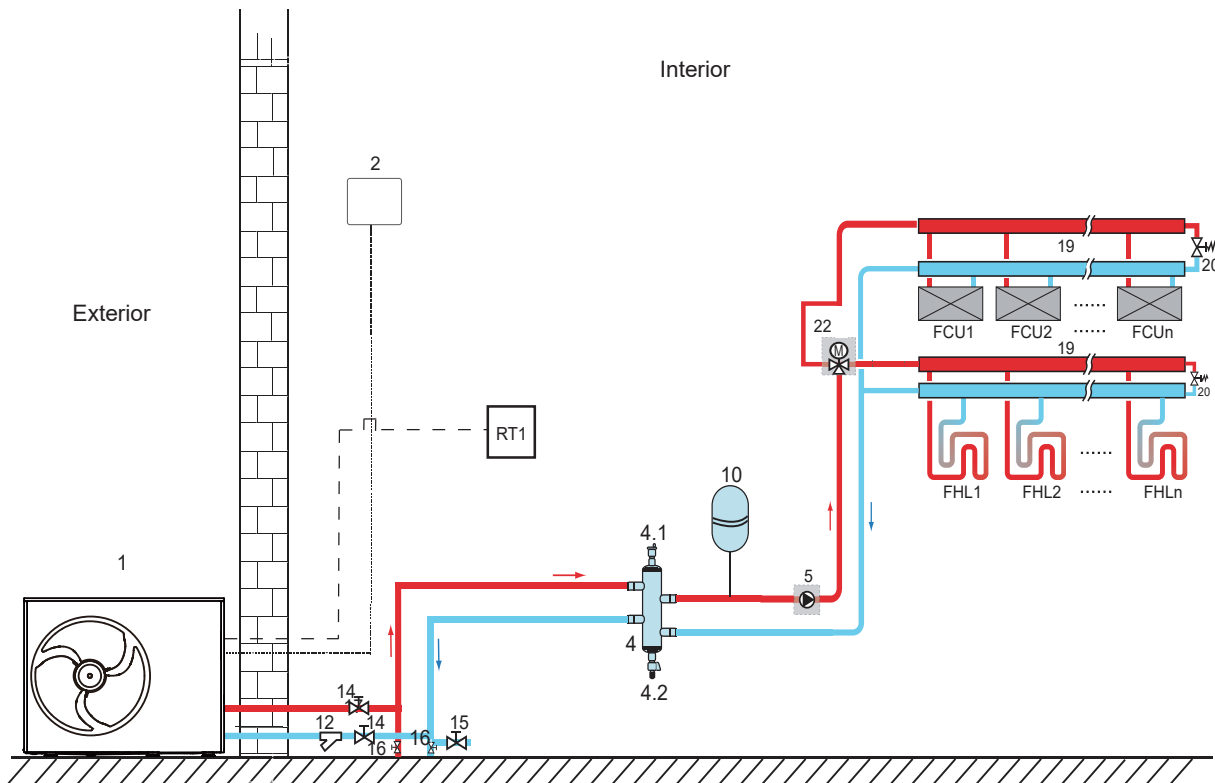 Interior
2
Exterior
19
20
FCU1 FCU2 ...... FCUn
......
22
M
19
20
RT1
......
FHL1 FHL2 ...... FHLn
10
4.1
1
5
4
4.2
14
12 14 15
16 16